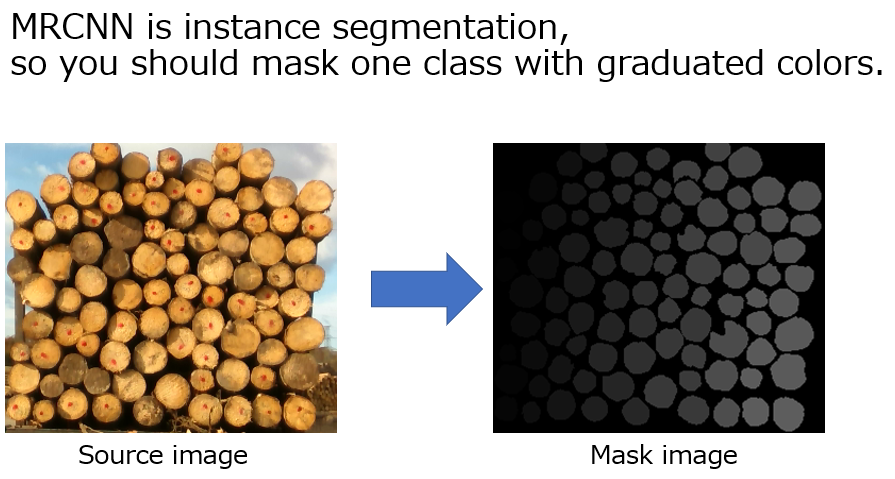 MRCNN is instance segmentation,
so you should mask one class with graduated colors.
Source image
Mask image